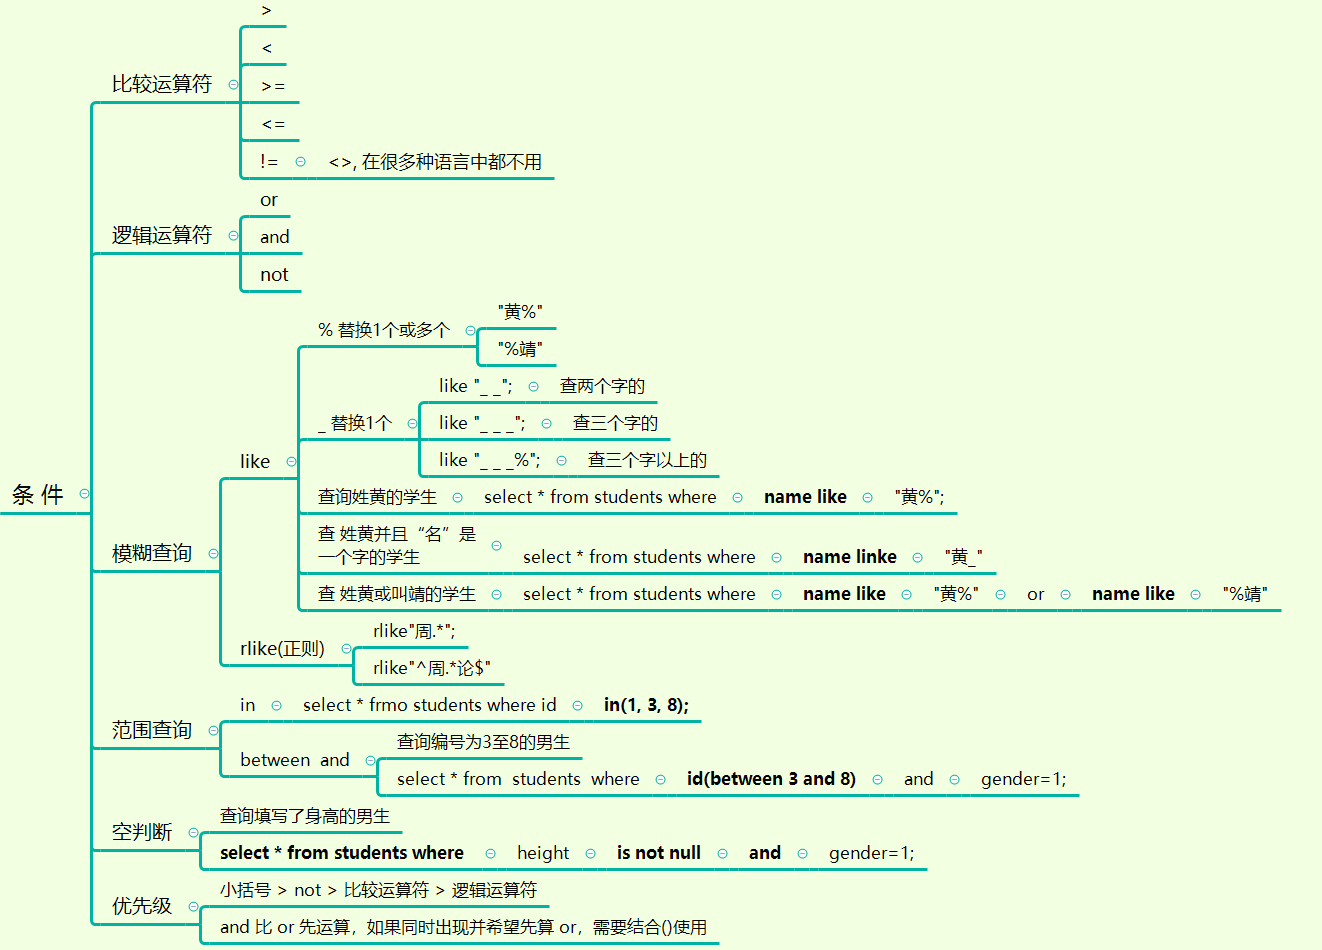 >
<
比较运算符
>=
<=
!=
<>, 在很多种语言中都不用
or
逻辑运算符
and
not
"黄%"
% 替换1个或多个
"%靖"
like "_ _";
查两个字的
_ 替换1个
like "_ _ _";
查三个字的
like
like "_ _ _%";
查三个字以上的
条 件
查询姓黄的学生
select * from students where
name like
"黄%";
模糊查询
查 姓黄并且“名”是
一个字的学生
select * from students where
name linke
"黄_"
查 姓黄或叫靖的学生
select * from students where
name like
"黄%"
or
name like
"%靖"
rlike"周.*";
rlike(正则)
rlike"^周.*论$"
in
select * frmo students where id
in(1, 3, 8);
范围查询
查询编号为3至8的男生
between and
select * from students where
id(between 3 and 8)
and
gender=1;
查询填写了身高的男生
空判断
select * from students where
height
is not null
and
gender=1;
小括号 > not > 比较运算符 > 逻辑运算符
优先级
and 比 or 先运算，如果同时出现并希望先算 or，需要结合()使用